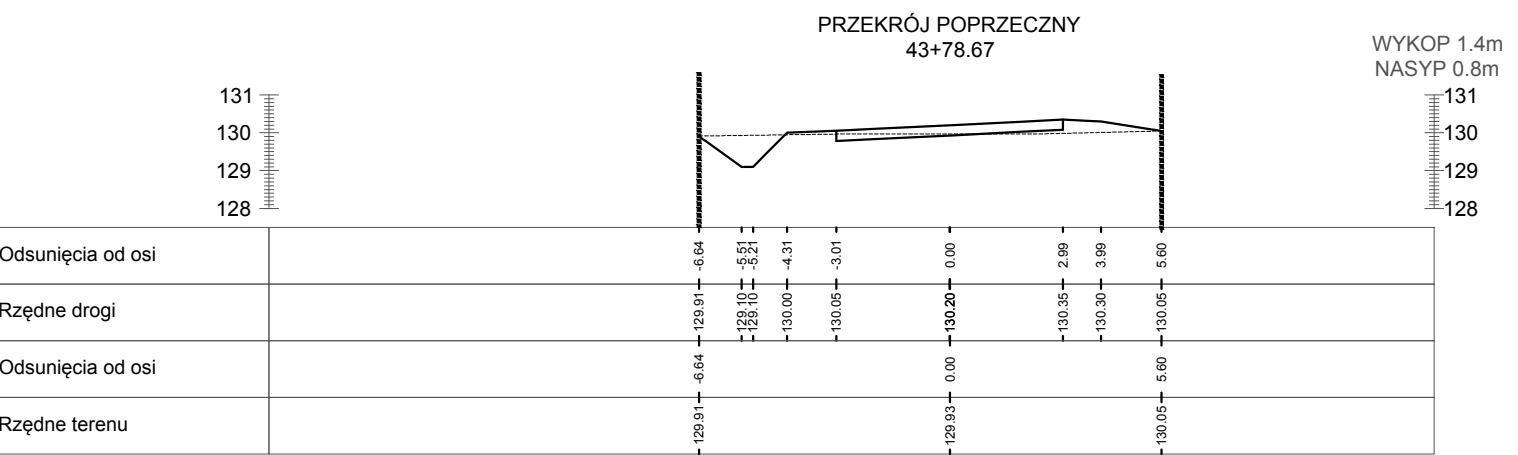 PRZEKRÓJ POPRZECZNY
43+78.67
WYKOP 1.4m
NASYP 0.8m
131
130
129
128
131
130
129
128
Odsunięcia od osi
-6.64 -5.51 -5.21 -4.31 -3.01 0.00 2.99 3.99 5.60
Rzędne drogi
129.91 129.10 129.10 130.00 130.05 130.20 130.35 130.30 130.05
Odsunięcia od osi
-6.64 0.00 5.60
Rzędne terenu
129.91 129.93 130.05